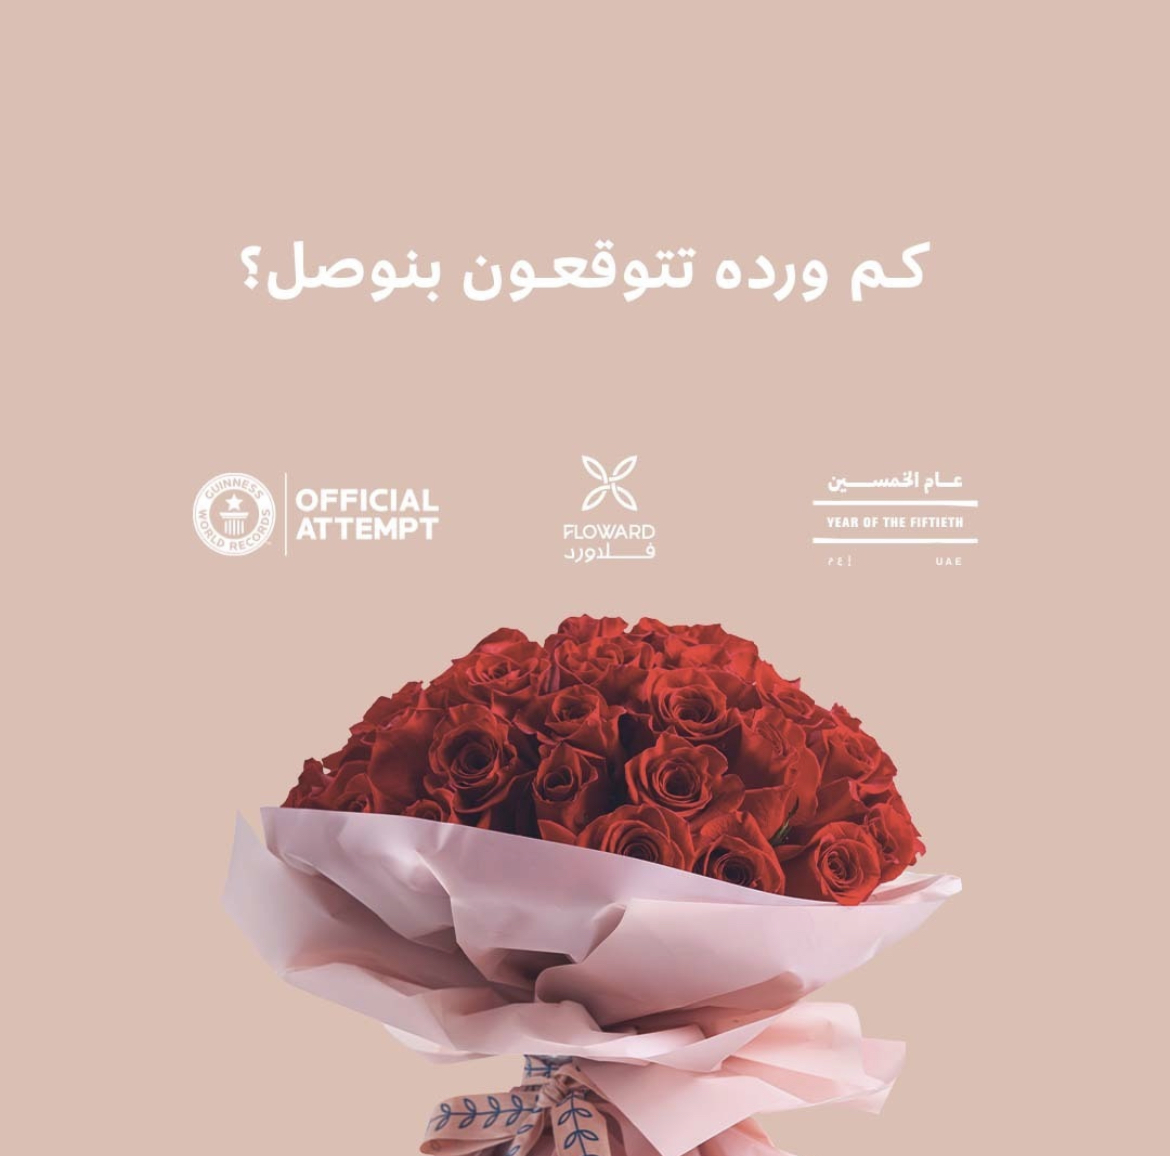 كم ورده تتوقعون بنوصل؟
GUINNESS WORLD RECORDS
OFFICIAL
ATTEMPT
FLOWARD
فلاورد
عام الخمسين
YEAR OF THE FIFTIETH
UAE
إ ع م